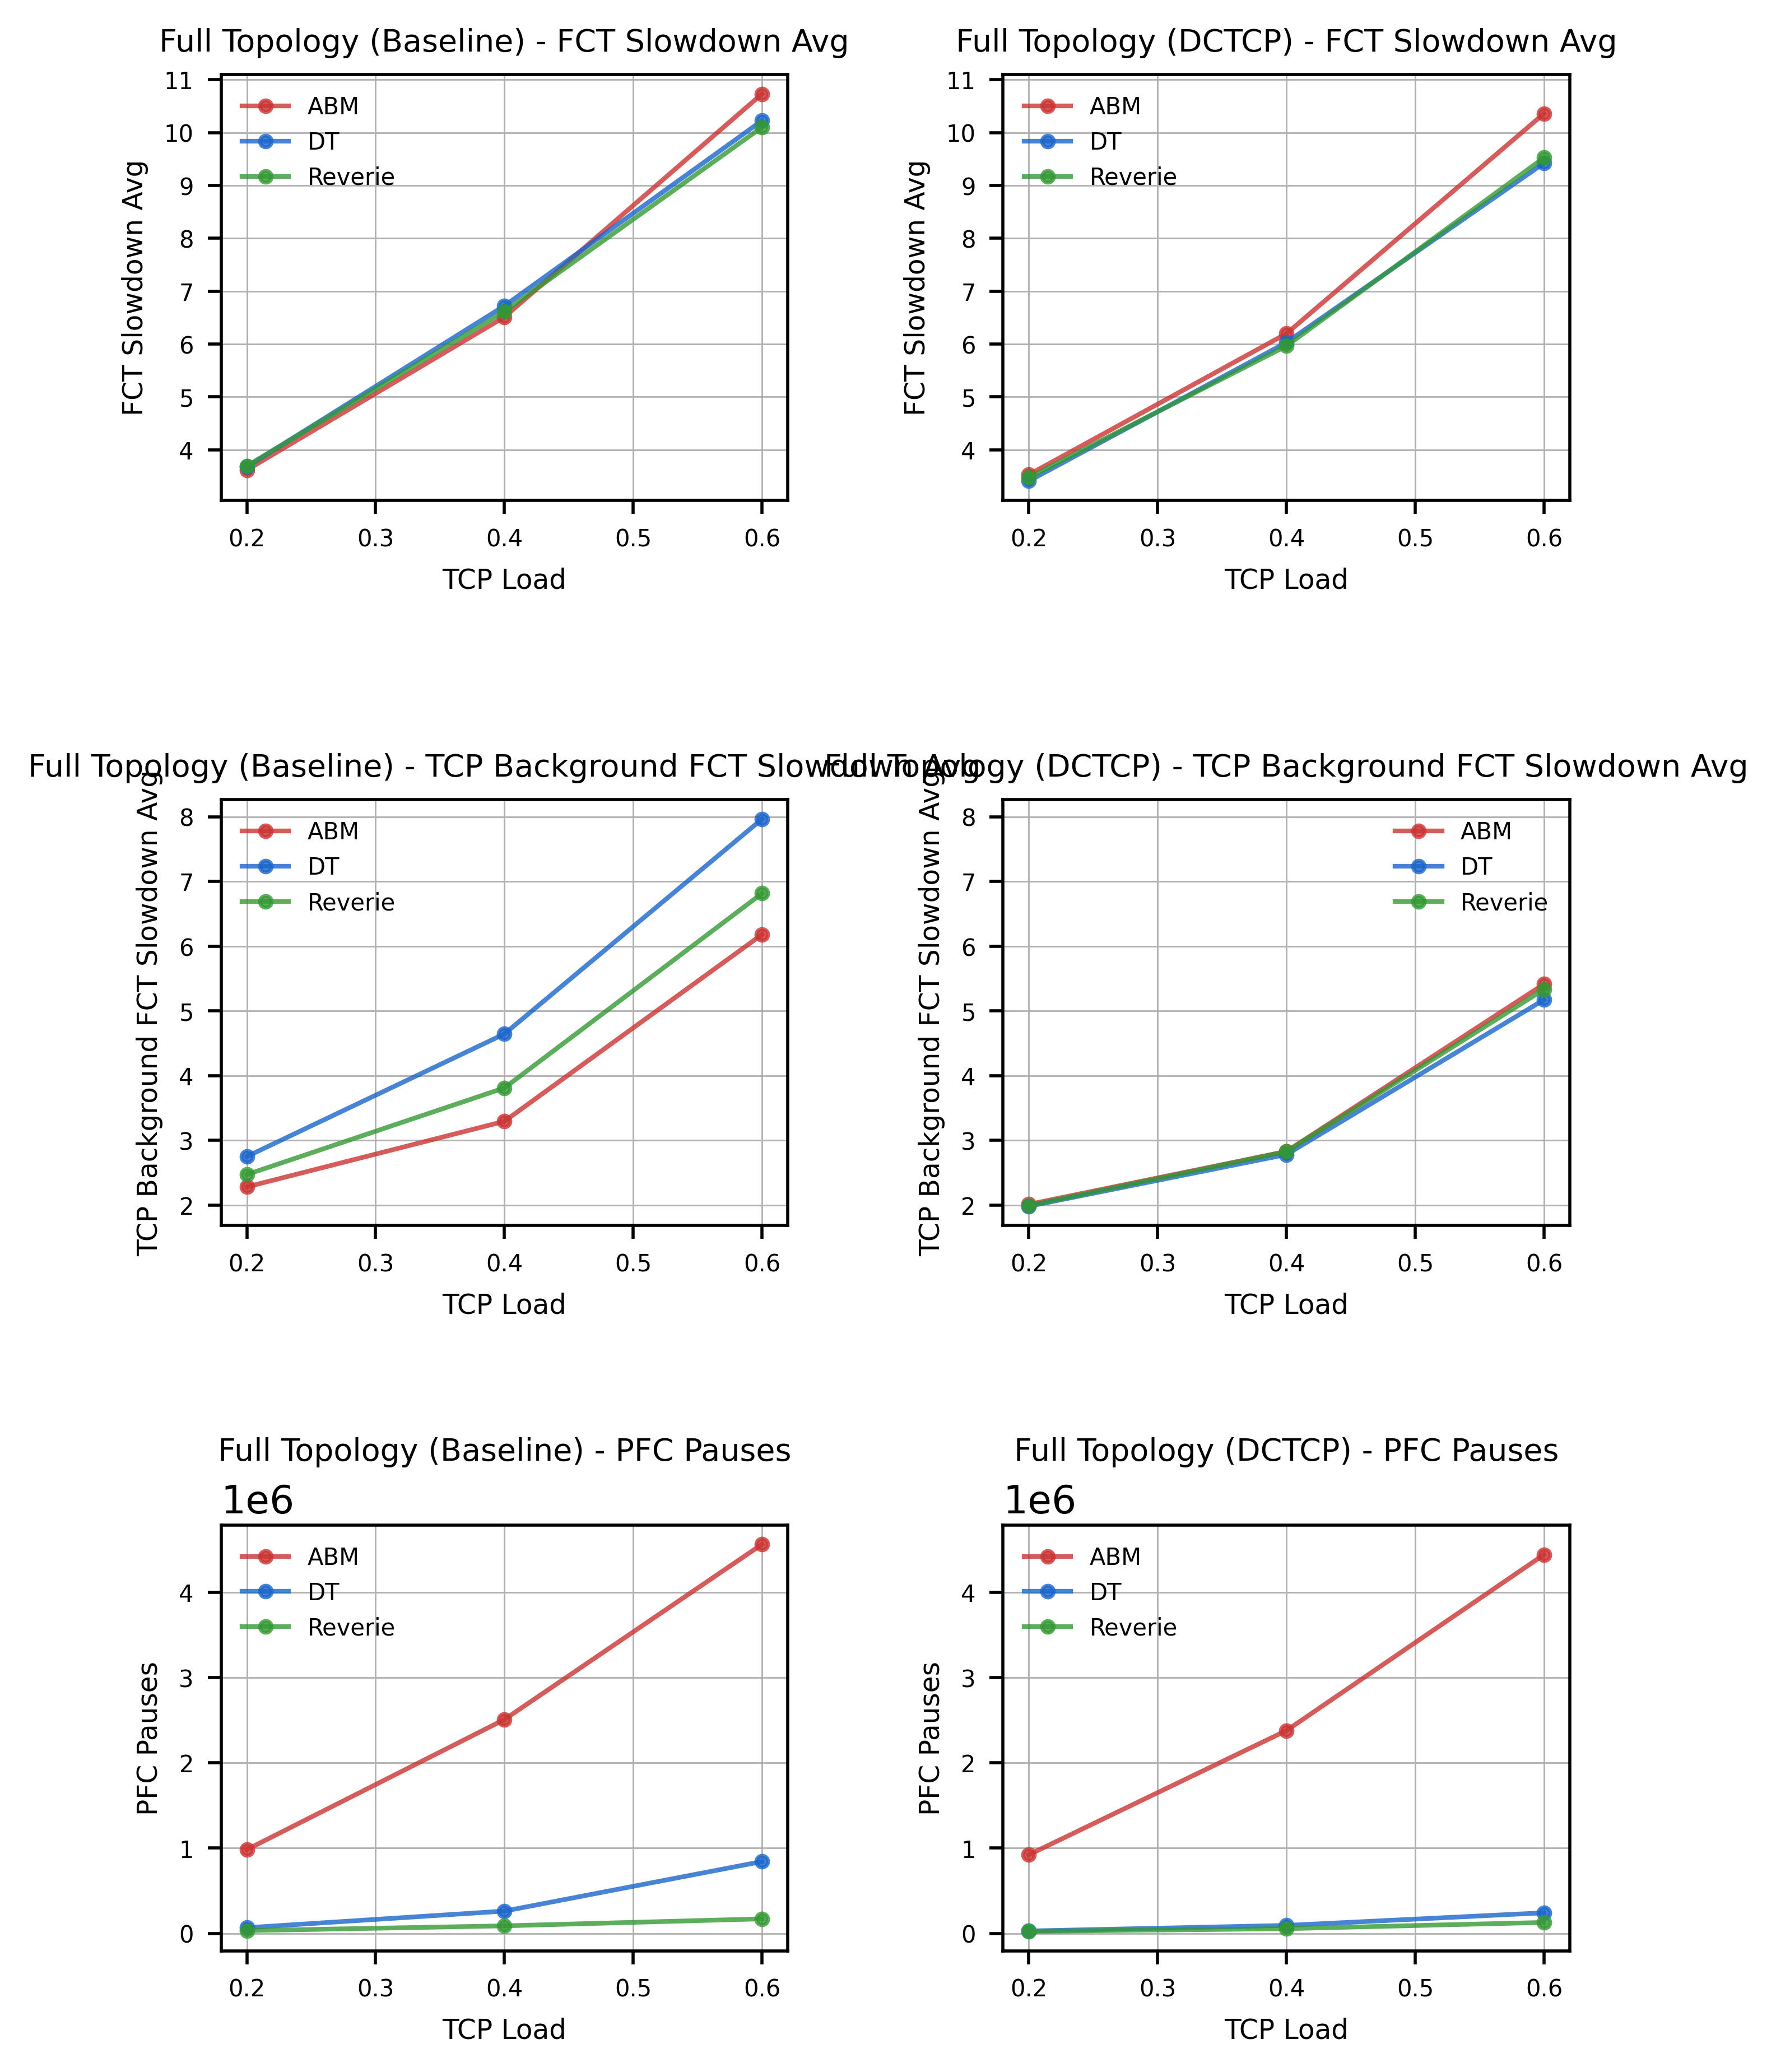 Full Topology (Baseline) - FCT Slowdown Avg
11
10
9
8
7
6
5
4
FCT Slowdown Avg
ABM
DT
Reverie
0.2 0.3 0.4 0.5 0.6
TCP Load
Full Topology (DCTCP) - FCT Slowdown Avg
11
10
9
8
7
6
5
4
FCT Slowdown Avg
ABM
DT
Reverie
0.2 0.3 0.4 0.5 0.6
TCP Load
Full Topology (Baseline) - TCP Background FCT Slowdown Avg
8
7
6
5
4
3
2
TCP Background FCT Slowdown Avg
ABM
DT
Reverie
0.2 0.3 0.4 0.5 0.6
TCP Load
Full Topology (DCTCP) - TCP Background FCT Slowdown Avg
8
7
6
5
4
3
2
TCP Background FCT Slowdown Avg
ABM
DT
Reverie
0.2 0.3 0.4 0.5 0.6
TCP Load
Full Topology (Baseline) - PFC Pauses
1e6
4
3
2
1
0
PFC Pauses
ABM
DT
Reverie
0.2 0.3 0.4 0.5 0.6
TCP Load
Full Topology (DCTCP) - PFC Pauses
1e6
4
3
2
1
0
PFC Pauses
ABM
DT
Reverie
0.2 0.3 0.4 0.5 0.6
TCP Load